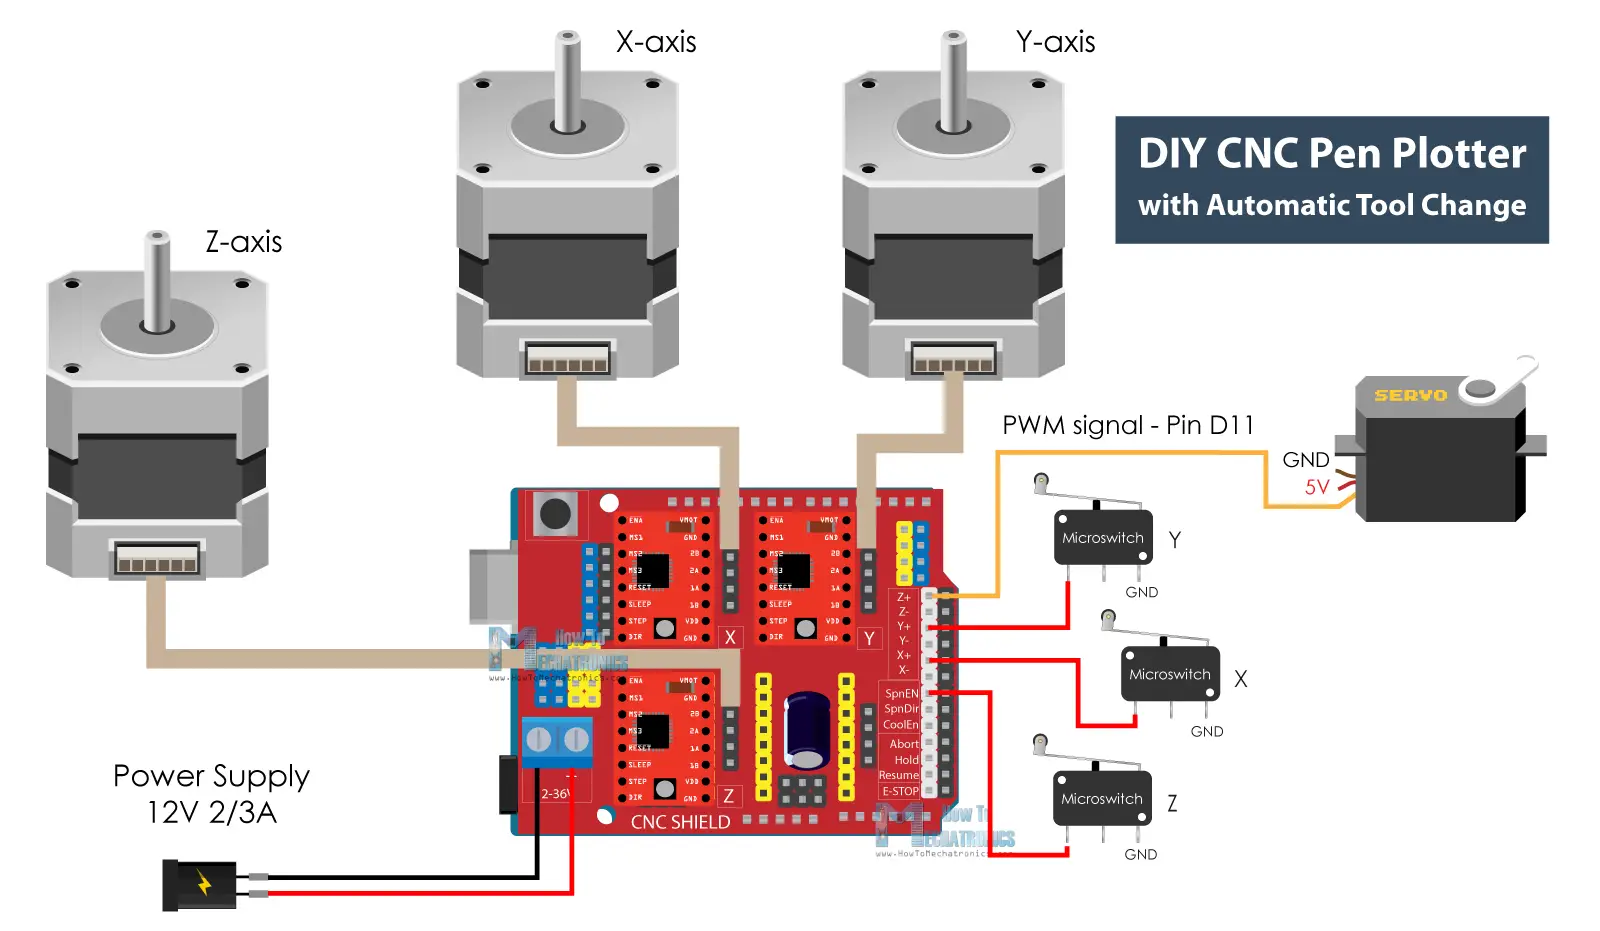 X-axis
Y-axis
DIY CNC Pen Plotter
with Automatic Tool Change
Z-axis
SERVO
PWM signal - Pin D11
GND
5V
Microswitch
Y
GND
ENA
MS1
MS2
MS3
RESET
SLEEP
STEP
DIR
VMOT
GND
2B
2A
1A
1B
VDD
GND
X
ENA
MS1
MS2
MS3
RESET
SLEEP
STEP
DIR
VMOT
GND
2B
2A
1A
1B
VDD
GND
Y
Z+
Z-
Y+
Y-
X+
X-
SpnEN
SpnDir
CoolEn
Abort
Hold
Resume
E-STOP
Microswitch
X
GND
How To
MECHATRONICS
www.HowToMechatronics.com
ENA
MS1
MS2
MS3
RESET
SLEEP
STEP
DIR
VMOT
GND
2B
2A
1A
1B
VDD
GND
Z
Microswitch
Z
GND
Power Supply
12V 2/3A
2-36V
CNC SHIELD
How To
MECHATRONICS
www.HowToMechatronics.com